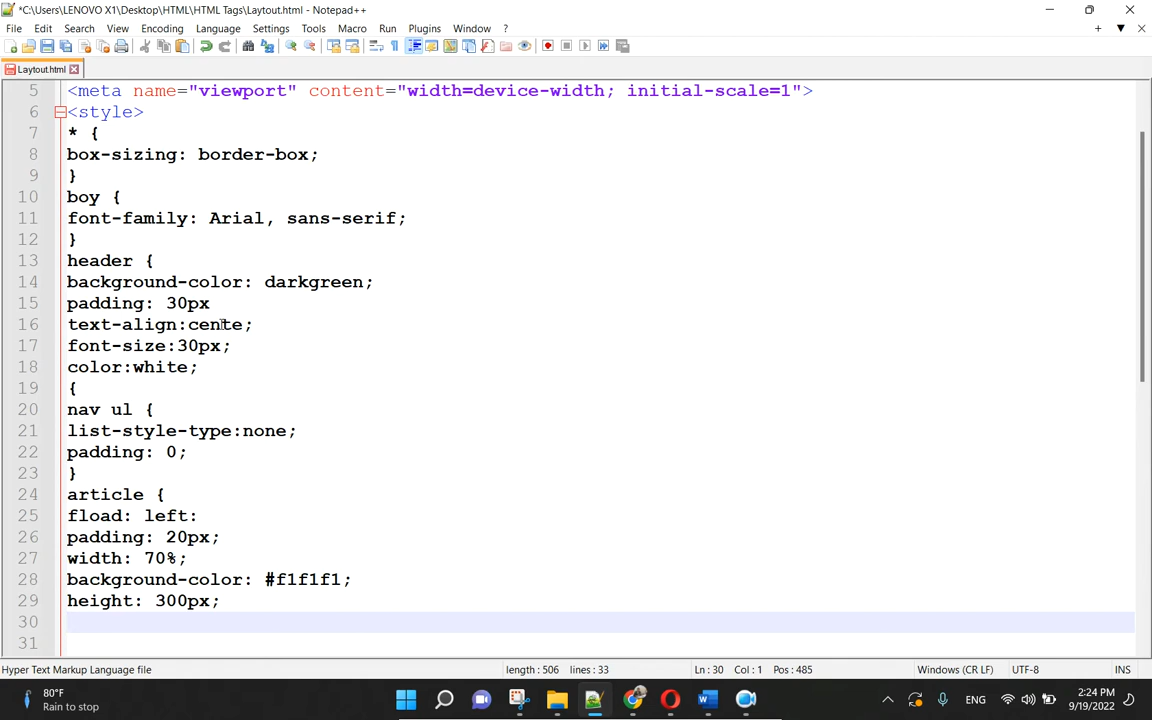 *C:\Users\LENOVO X1\Desktop\HTML\HTML Tags\Laytout.html - Notepad++
File Edit Search View Encoding Language Settings Tools Macro Run Plugins Window ?
Laytout.html
5 <meta name="viewport" content="width=device-width; initial-scale=1">
6 <style>
7 * {
8 box-sizing: border-box;
9 }
10 boy {
11 font-family: Arial, sans-serif;
12 }
13 header {
14 background-color: darkgreen;
15 padding: 30px
16 text-align:cente;
17 font-size:30px;
18 color:white;
19 {
20 nav ul {
21 list-style-type:none;
22 padding: 0;
23 }
24 article {
25 fload: left:
26 padding: 20px;
27 width: 70%;
28 background-color: #f1f1f1;
29 height: 300px;
30
31
Hyper Text Markup Language file length : 506 lines : 33 Ln : 30 Col : 1 Pos : 485 Windows (CR LF) UTF-8 INS
80°F
Rain to stop
ENG
2:24 PM
9/19/2022